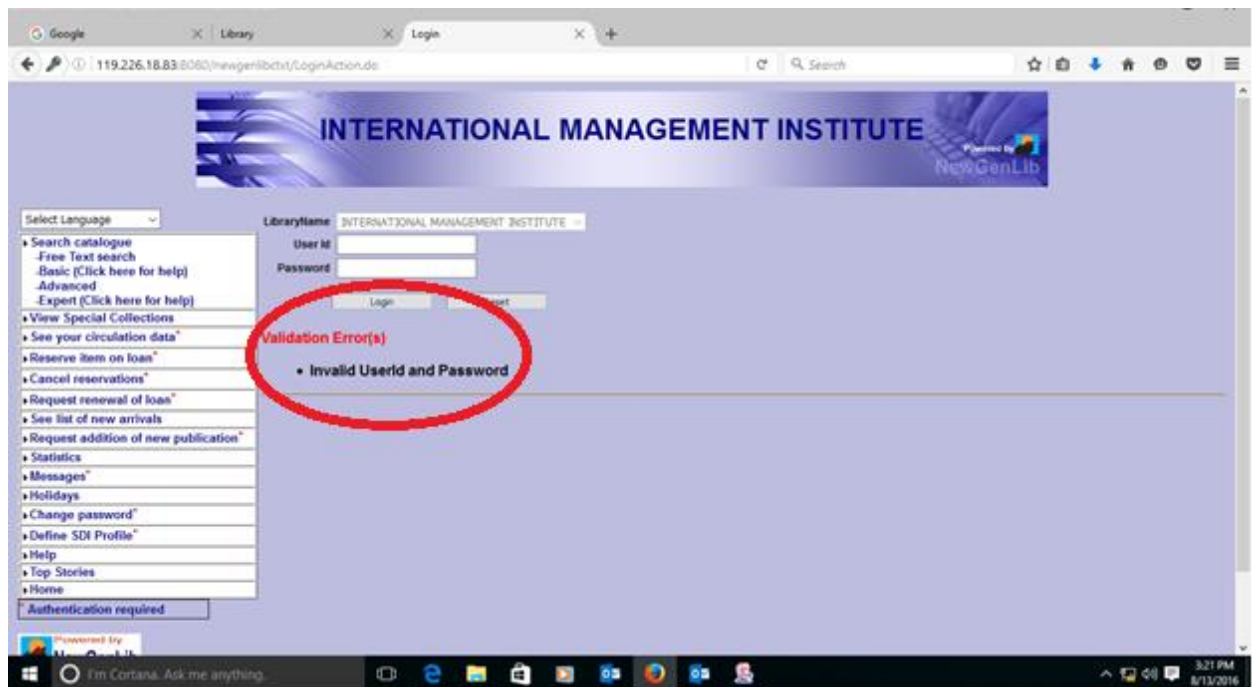 Google
Library
Login
119.226.18.83:8080/newgenlibctxt/LoginAction.do
Search
INTERNATIONAL MANAGEMENT INSTITUTE
Powered by
NewGenLib
Select Language
LibraryName INTERNATIONAL MANAGEMENT INSTITUTE
User Id
Password
Login
Validation Error(s)
• Invalid UserId and Password
Search catalogue
-Free Text search
-Basic (Click here for help)
-Advanced
-Expert (Click here for help)
View Special Collections
See your circulation data*
Reserve item on loan*
Cancel reservations*
Request renewal of loan*
See list of new arrivals
Request addition of new publication*
Statistics
Messages*
Holidays
Change password*
Define SDI Profile*
Help
Top Stories
Home
* Authentication required
Powered by
I'm Cortana. Ask me anything.
3:21 PM
8/13/2016